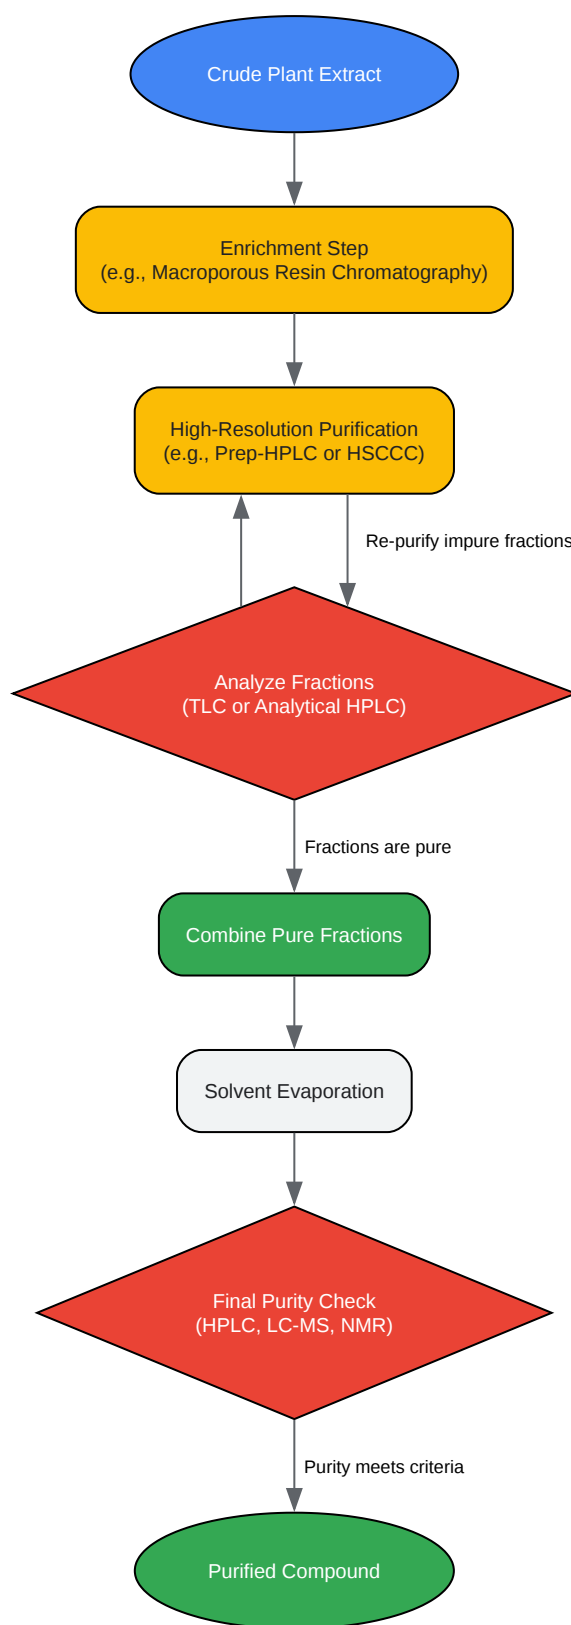 Crude Plant Extract
Enrichment Step
(e.g., Macroporous Resin Chromatography)
High-Resolution Purification
(e.g., Prep-HPLC or HSCCC)
Re-purify impure fractions
Analyze Fractions
(TLC or Analytical HPLC)
Fractions are pure
Combine Pure Fractions
Solvent Evaporation
Final Purity Check
(HPLC, LC-MS, NMR)
Purity meets criteria
Purified Compound